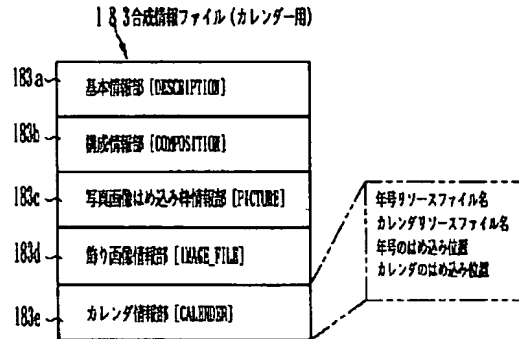 183合成情報ファイル(カレンダー用)
183a
基本情報部 [DESCRIPTION]
183b
構成情報部 [COMPOSITION]
183c
写真画像はめ込み枠情報部 [PICTURE]
183d
飾り画像情報部 [IMAGE_FILE]
183e
カレンダ情報部 [CALENDER]
年号リソースファイル名
カレンダリソースファイル名
年号のはめ込み位置
カレンダのはめ込み位置